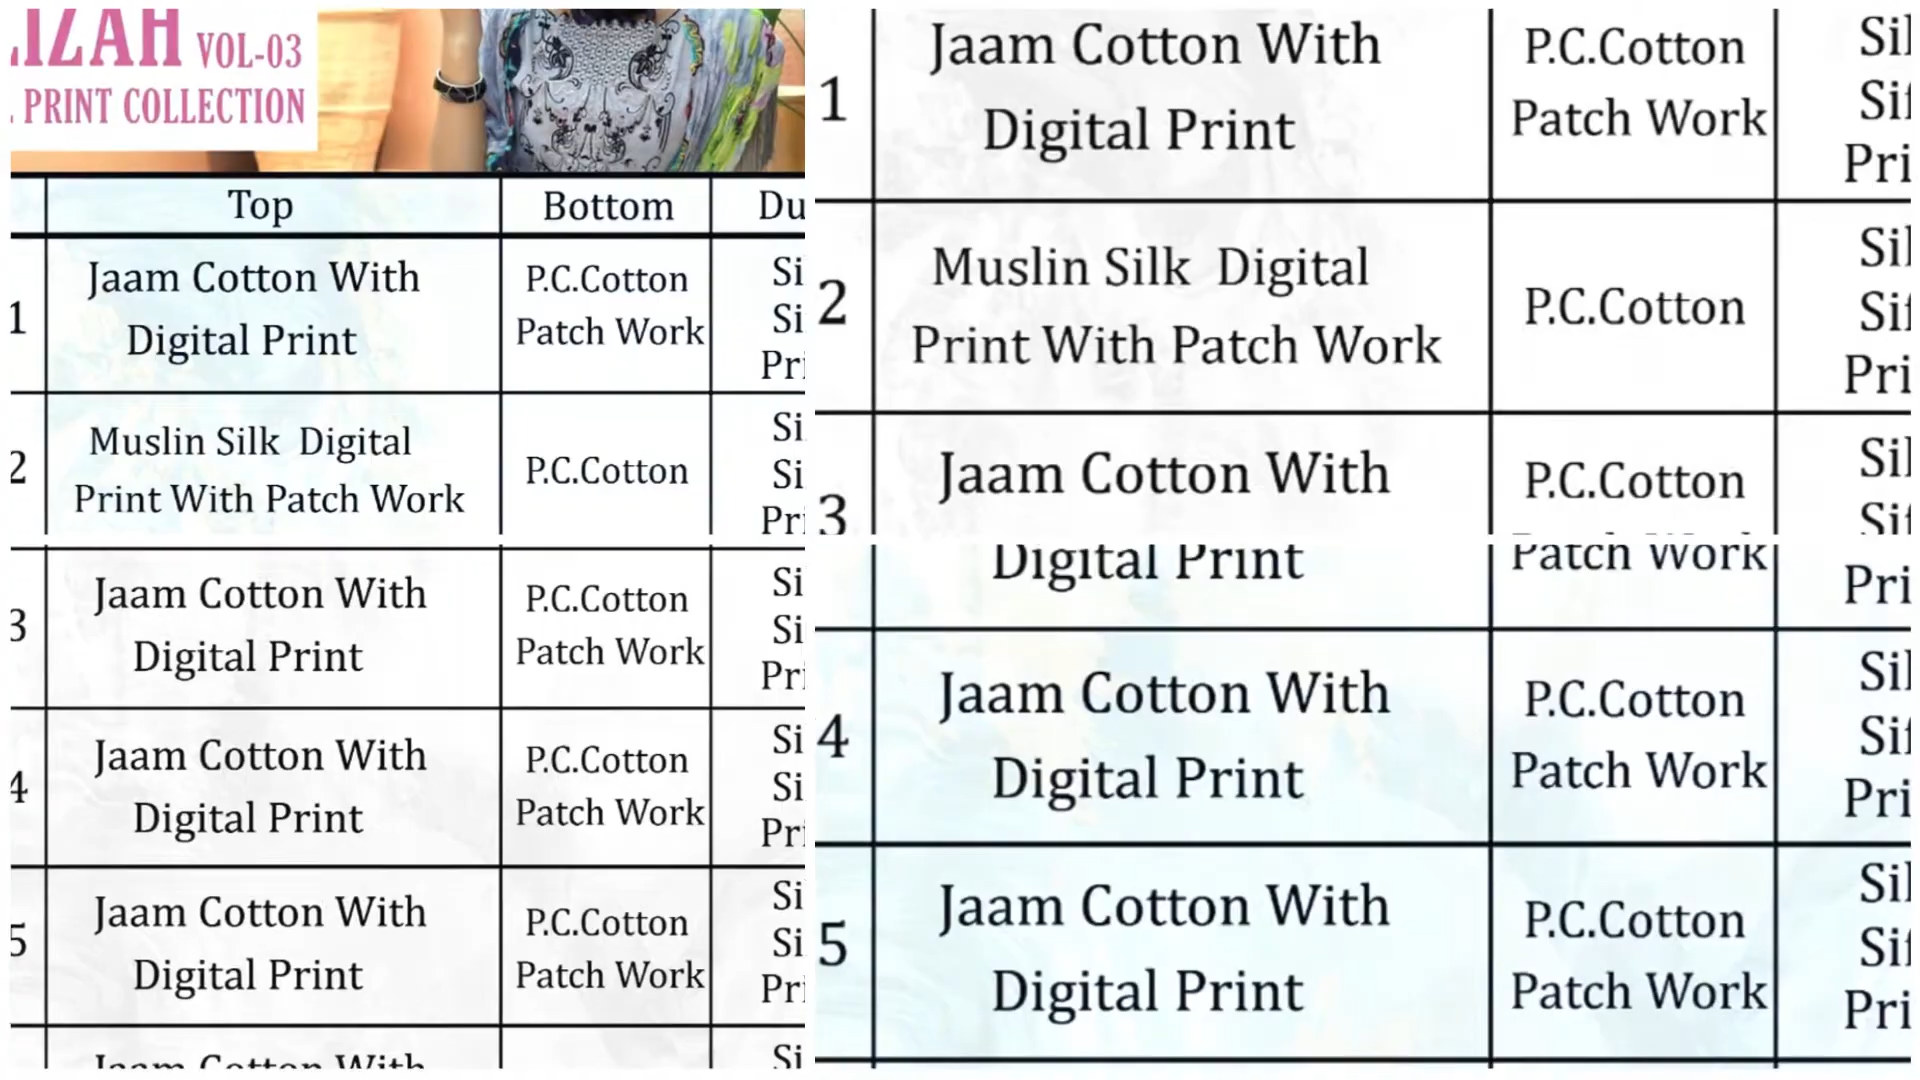 VOL-03
PRINT COLLECTION
Top
Bottom
1
Jaam Cotton With
Digital Print
P.C.Cotton
Patch Work
2
Muslin Silk Digital
Print With Patch Work
P.C.Cotton
3
Jaam Cotton With
Digital Print
P.C.Cotton
Patch Work
4
Jaam Cotton With
Digital Print
P.C.Cotton
Patch Work
5
Jaam Cotton With
Digital Print
P.C.Cotton
Patch Work
Jaam Cotton With
1
Jaam Cotton With
Digital Print
P.C.Cotton
Patch Work
2
Muslin Silk Digital
Print With Patch Work
P.C.Cotton
3
Jaam Cotton With
P.C.Cotton
Digital Print
Patch Work
4
Jaam Cotton With
Digital Print
P.C.Cotton
Patch Work
5
Jaam Cotton With
Digital Print
P.C.Cotton
Patch Work